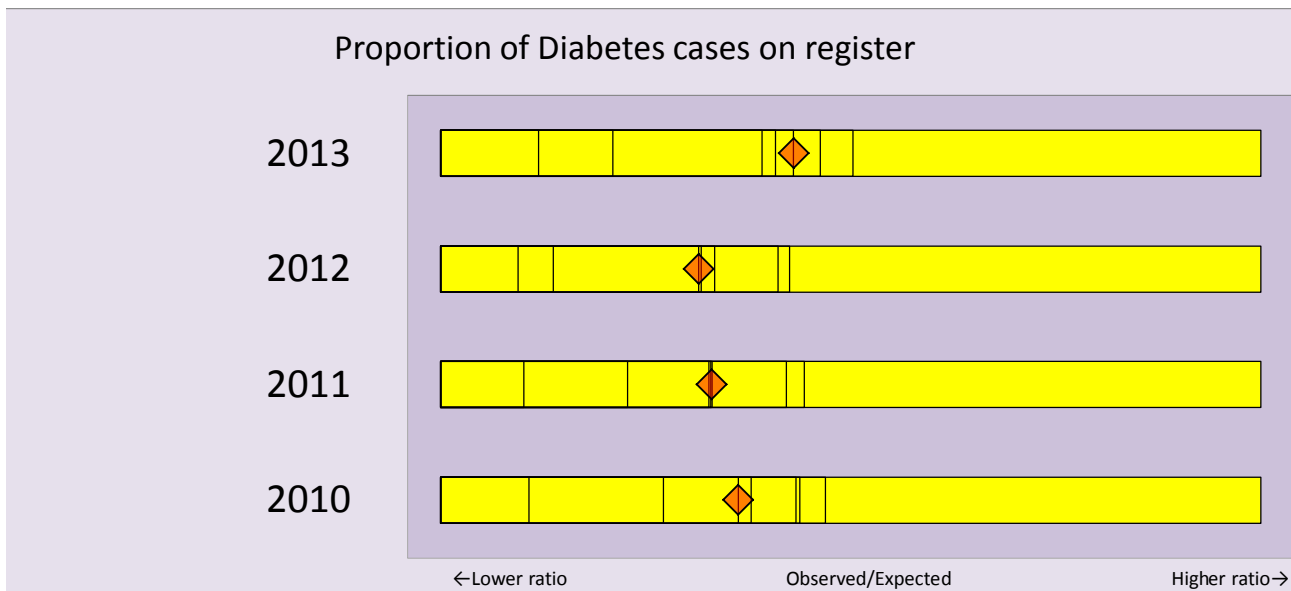 Proportion of Diabetes cases on register
2013
2012
2011
2010
←Lower ratio Observed/Expected Higher ratio→